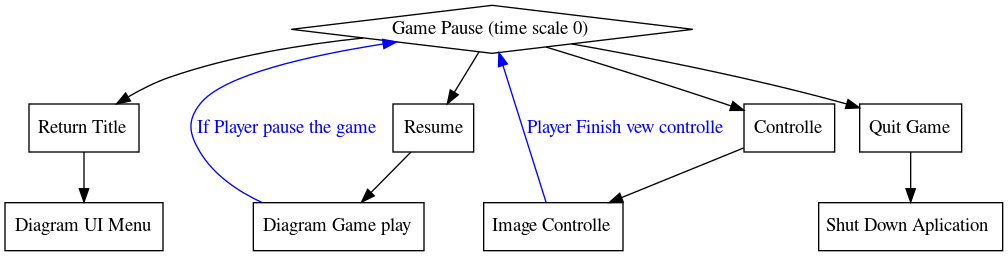 Game Pause (time scale 0)
Return Title
If Player pause the game
Resume
Player Finish vew controlle
Controlle
Quit Game
Diagram UI Menu
Diagram Game play
Image Controlle
Shut Down Aplication